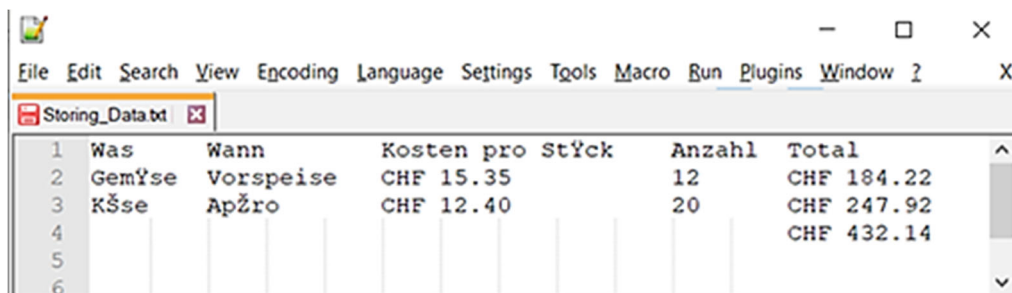 File Edit Search View Encoding Language Settings Tools Macro Run Plugins Window ? X
Storing_Data.txt
1 Was Wann Kosten pro StŸck Anzahl Total
2 GemŸse Vorspeise CHF 15.35 12 CHF 184.22
3 KŠse ApŽro CHF 12.40 20 CHF 247.92
4 CHF 432.14
5
6